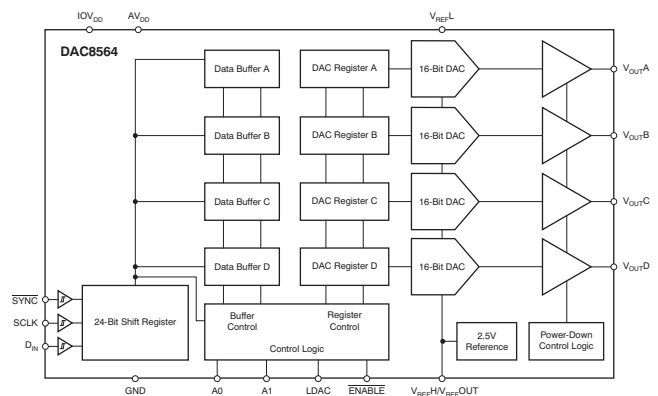 IOVDD AVDD VREFL
DAC8564
Data Buffer A DAC Register A 16-Bit DAC VOUTA
Data Buffer B DAC Register B 16-Bit DAC VOUTB
Data Buffer C DAC Register C 16-Bit DAC VOUTC
Data Buffer D DAC Register D 16-Bit DAC VOUTD
SYNC
SCLK
DIN
24-Bit Shift Register
Buffer
Control
Register
Control
Control Logic
2.5V
Reference
Power-Down
Control Logic
GND A0 A1 LDAC ENABLE VREFH/VREFOUT